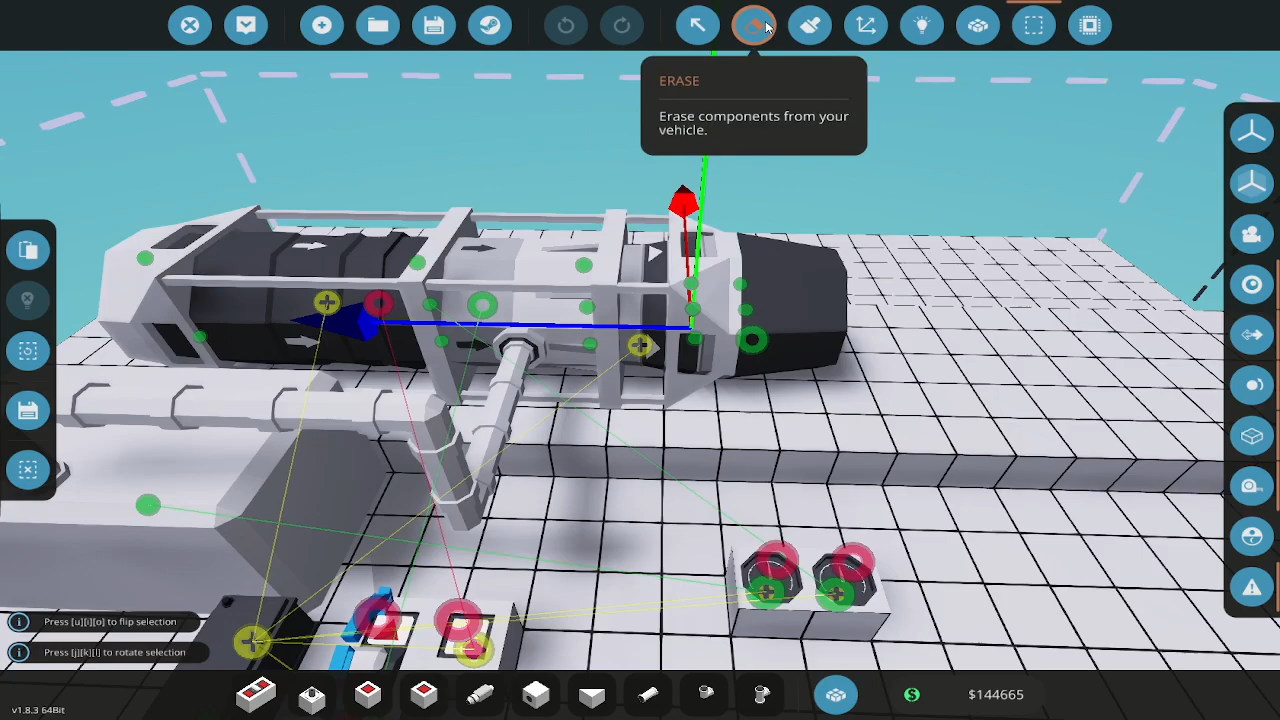 ERASE
Erase components from your
vehicle.
Press [u][i][o] to flip selection
Press [j][k][l] to rotate selection
$144665
v1.8.3 64Bit